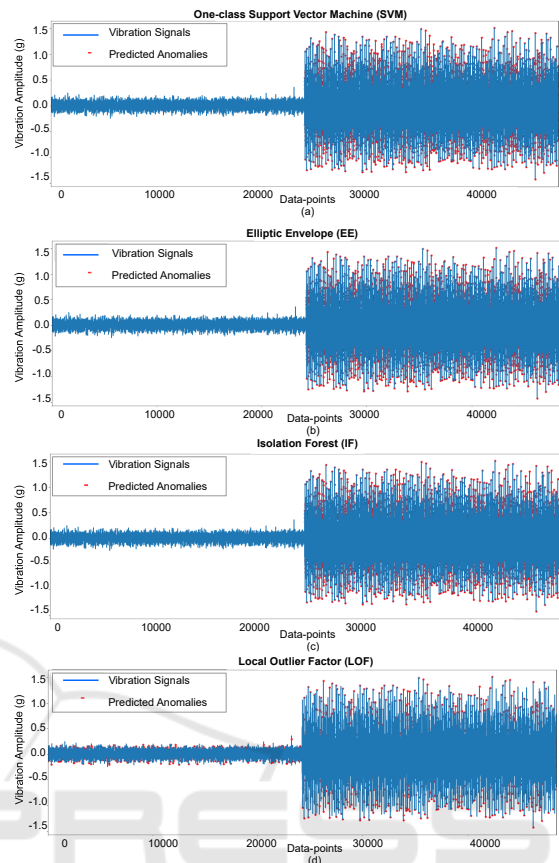 One-class Support Vector Machine (SVM)
1.5
1.0
0.5
0.0
-0.5
-1.0
-1.5
Vibration Amplitude (g)
Vibration Signals
Predicted Anomalies
0 10000 20000 30000 40000
Data-points
(a)
Elliptic Envelope (EE)
1.5
1.0
0.5
0.0
-0.5
-1.0
-1.5
Vibration Amplitude (g)
Vibration Signals
Predicted Anomalies
0 10000 20000 30000 40000
Data-points
(b)
Isolation Forest (IF)
1.5
1.0
0.5
0.0
-0.5
-1.0
-1.5
Vibration Amplitude (g)
Vibration Signals
Predicted Anomalies
0 10000 20000 30000 40000
Data-points
(c)
Local Outlier Factor (LOF)
1.5
1.0
0.5
0.0
-0.5
-1.0
-1.5
Vibration Amplitude (g)
Vibration Signals
Predicted Anomalies
0 10000 20000 30000 40000
Data-points
(d)
PRESS